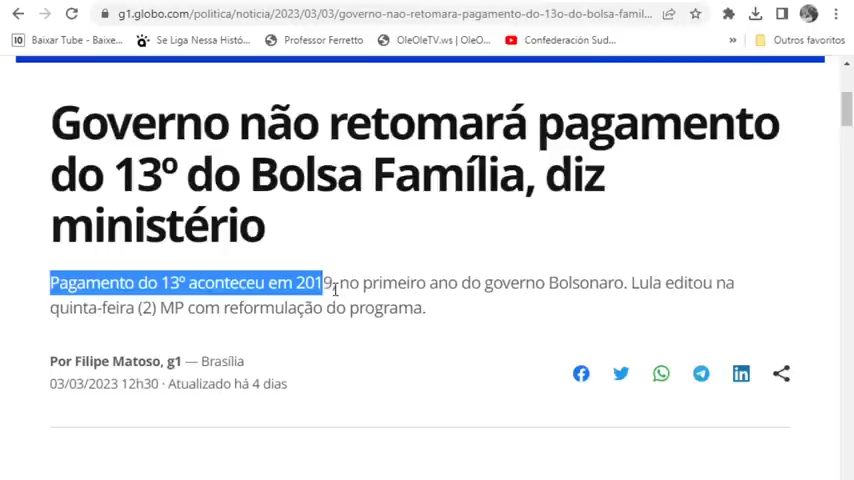 g1.globo.com/politica/noticia/2023/03/03/governo-nao-retomara-pagamento-do-13o-do-bolsa-famil...
Baixar Tube - Baixe... Se Liga Nessa Histó... Professor Ferretto OleOleTV.ws | OleO... Confederación Sud... » Outros favoritos
Governo não retomará pagamento
do 13º do Bolsa Família, diz
ministério
Pagamento do 13º aconteceu em 2019, no primeiro ano do governo Bolsonaro. Lula editou na
quinta-feira (2) MP com reformulação do programa.
Por Filipe Matoso, g1 — Brasília
03/03/2023 12h30 · Atualizado há 4 dias